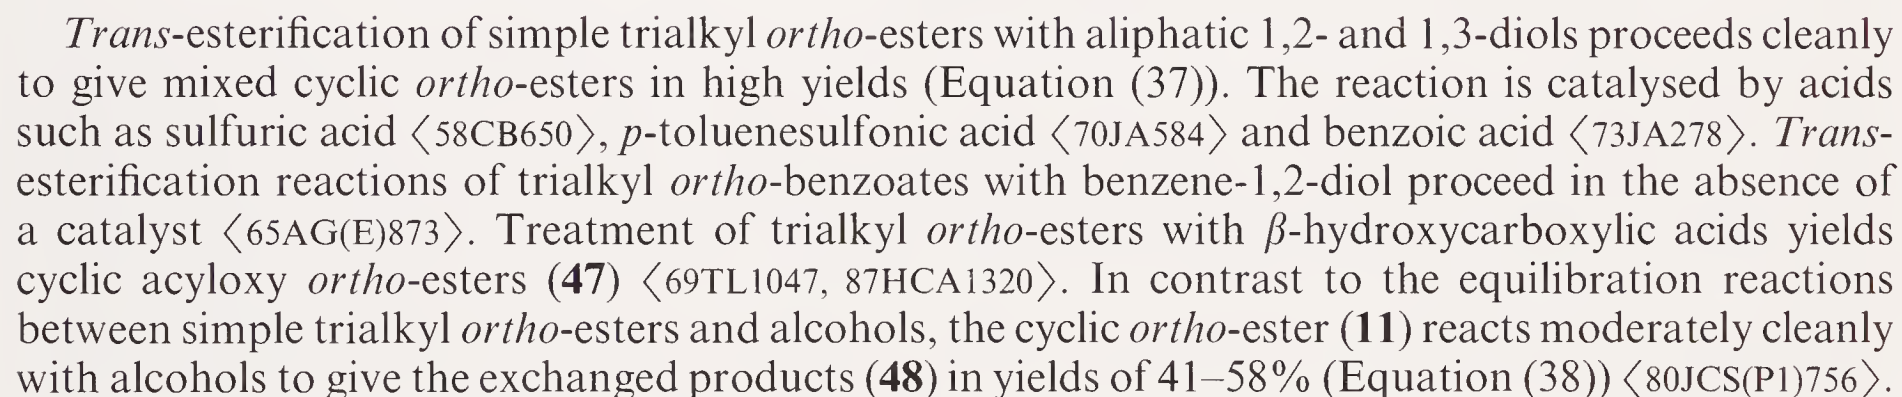 Trans-esterification of simple trialkyl ortho-esters with aliphatic 1,2- and 1,3-diols proceeds cleanly
to give mixed cyclic ortho-esters in high yields (Equation (37)). The reaction is catalysed by acids
such as sulfuric acid ⟨58CB650⟩, p-toluenesulfonic acid ⟨70JA584⟩ and benzoic acid ⟨73JA278⟩. Trans-
esterification reactions of trialkyl ortho-benzoates with benzene-1,2-diol proceed in the absence of
a catalyst ⟨65AG(E)873⟩. Treatment of trialkyl ortho-esters with β-hydroxycarboxylic acids yields
cyclic acyloxy ortho-esters (47) ⟨69TL1047, 87HCA1320⟩. In contrast to the equilibration reactions
between simple trialkyl ortho-esters and alcohols, the cyclic ortho-ester (11) reacts moderately cleanly
with alcohols to give the exchanged products (48) in yields of 41–58% (Equation (38)) ⟨80JCS(P1)756⟩.